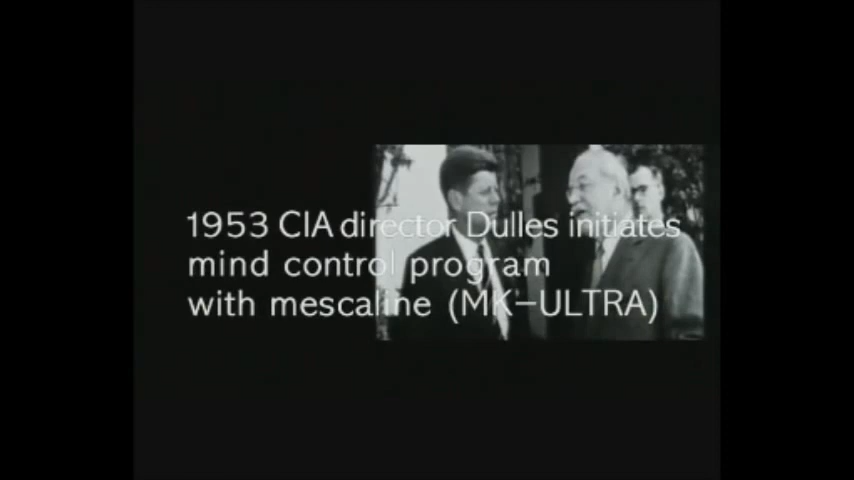 1953 CIA director Dulles initiates
mind control program
with mescaline (MK-ULTRA)